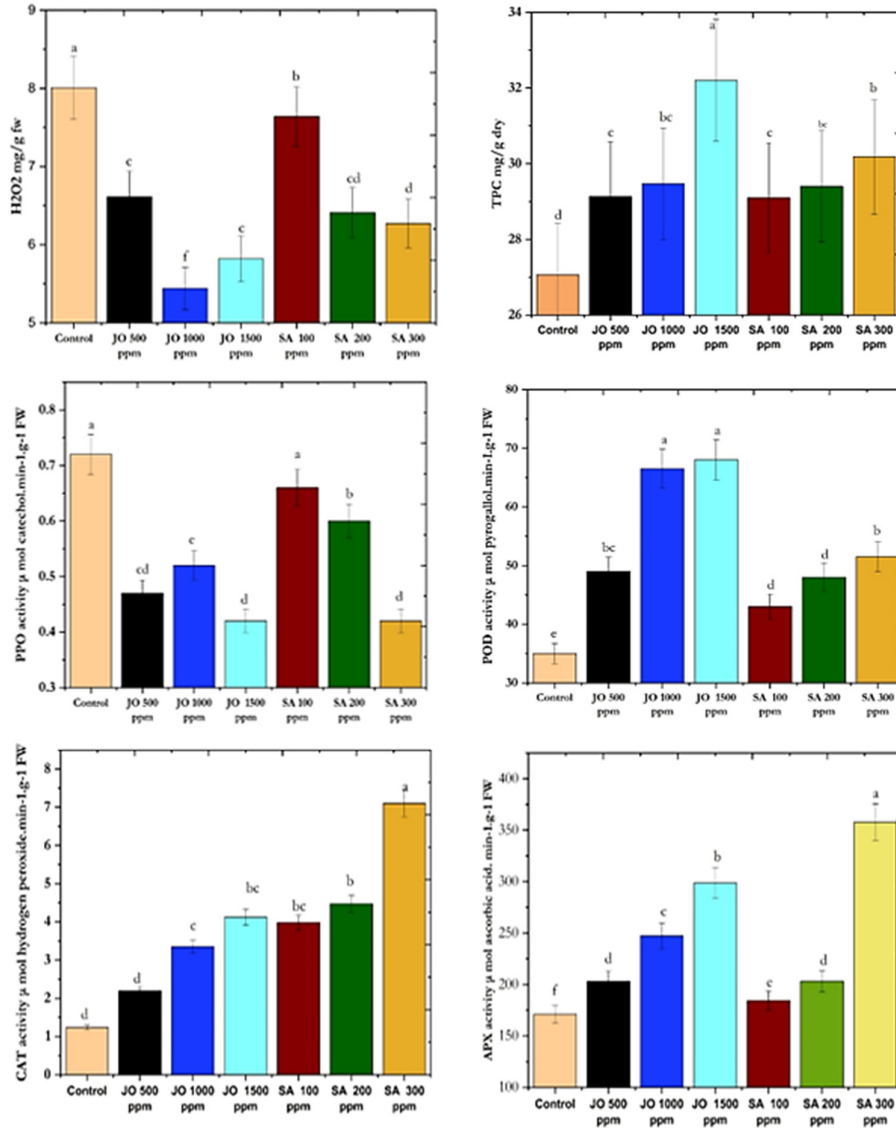 H2O2 mg/g fw
9
8
7
6
5
a
c
f
b
cd
d
Control
JO 500 ppm
JO 1000 ppm
JO 1500 ppm
SA 100 ppm
SA 200 ppm
SA 300 ppm
TPC mg/g dry
34
32
30
28
26
d
c
bc
a
c
bc
b
Control
JO 500 ppm
JO 1000 ppm
JO 1500 ppm
SA 100 ppm
SA 200 ppm
SA 300 ppm
PPO activity µ mol catechol.min-1.g-1 FW
0.8
0.7
0.6
0.5
0.4
0.3
a
cd
d
a
b
d
Control
JO 500 ppm
JO 1000 ppm
JO 1500 ppm
SA 100 ppm
SA 200 ppm
SA 300 ppm
POD activity µ mol pyrogallol.min-1.g-1 FW
80
70
60
50
40
30
e
bc
a
a
d
d
b
Control
JO 500 ppm
JO 1000 ppm
JO 1500 ppm
SA 100 ppm
SA 200 ppm
SA 300 ppm
CAT activity µ mol hydrogen peroxide.min-1.g-1 FW
8
7
6
5
4
3
2
1
0
d
d
c
bc
bc
b
a
Control
JO 500 ppm
JO 1000 ppm
JO 1500 ppm
SA 100 ppm
SA 200 ppm
SA 300 ppm
APX activity µ mol ascorbic acid. min-1.g-1 FW
400
350
300
250
200
150
100
f
d
c
b
e
d
a
Control
JO 500 ppm
JO 1000 ppm
JO 1500 ppm
SA 100 ppm
SA 200 ppm
SA 300 ppm